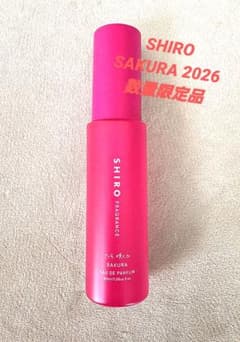 SHIRO
SAKURA 2026
数量限定品
SHIRO
FRAGRANCE
SAKURA
EAU DE PARFUM